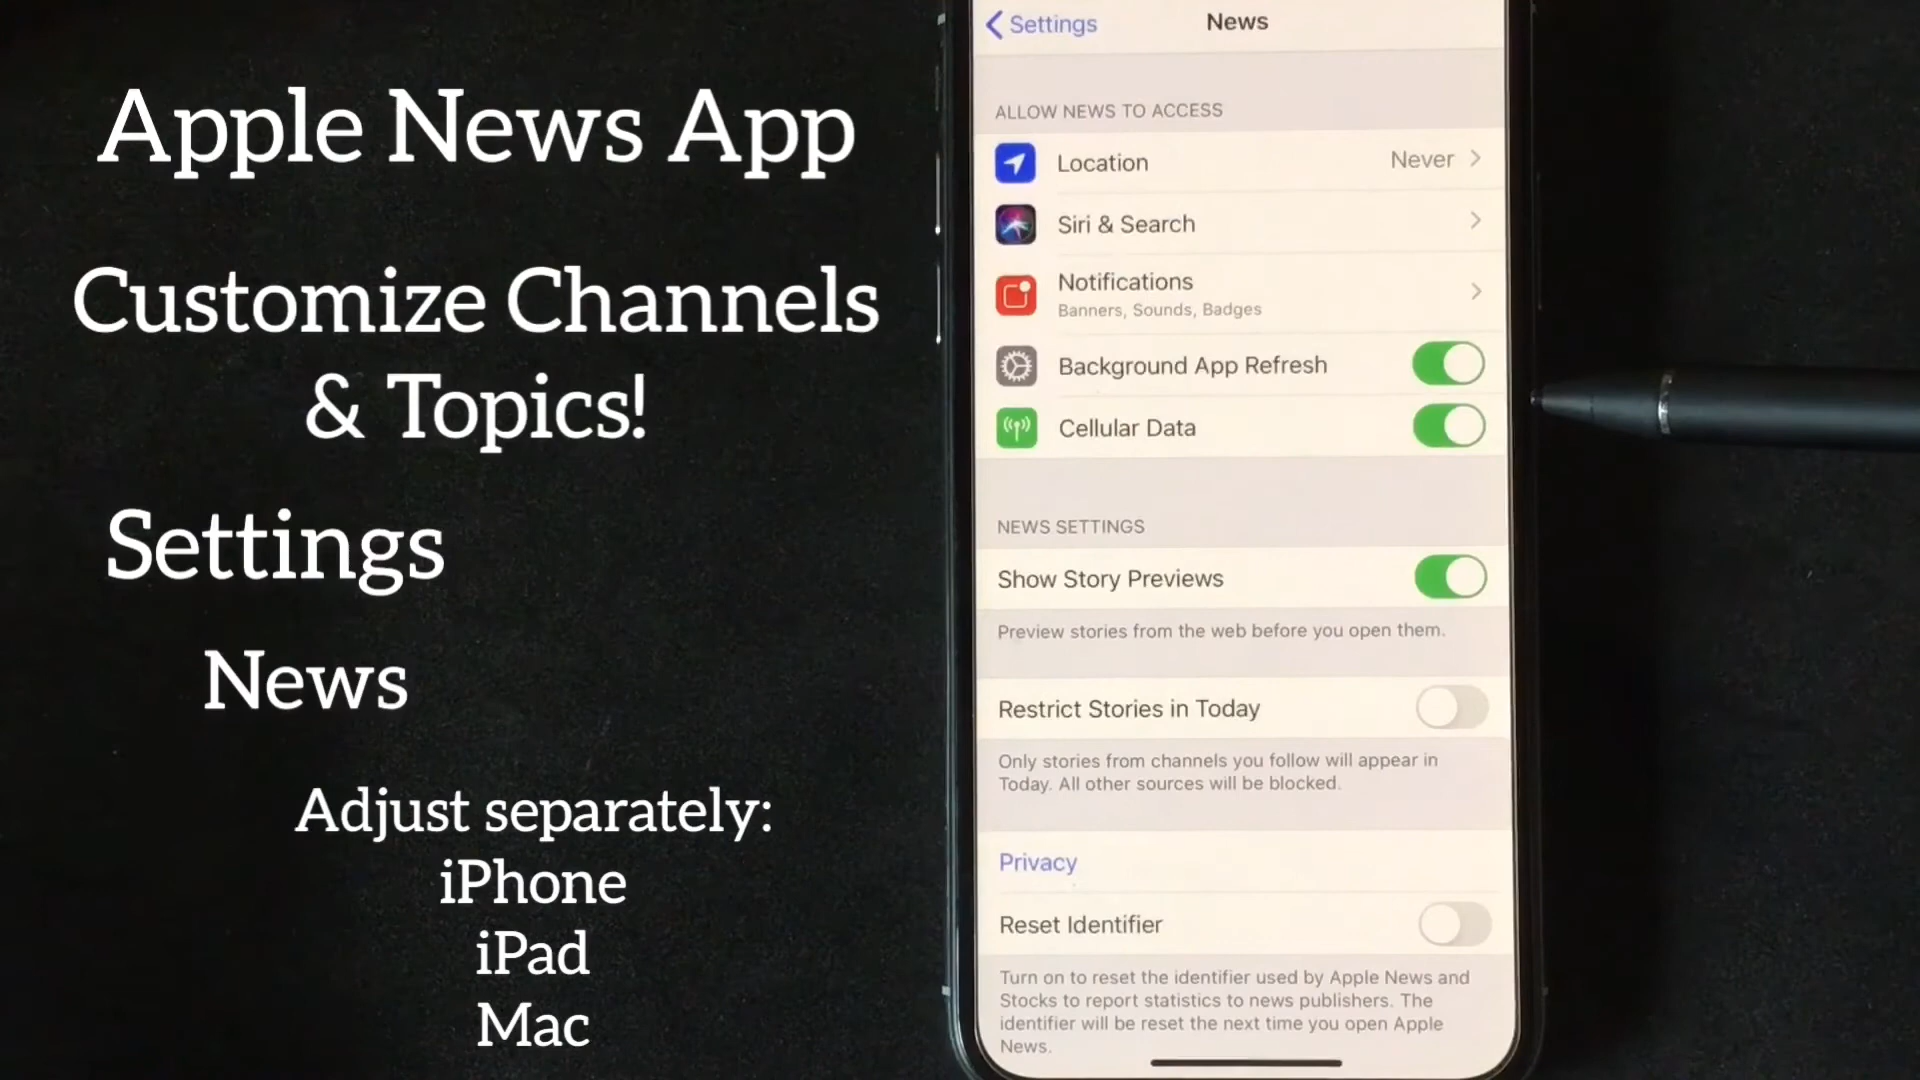 Apple News App
Customize Channels
& Topics!
Settings
News
Adjust separately:
iPhone
iPad
Mac
Settings
News
ALLOW NEWS TO ACCESS
Location
Never
Siri & Search
Notifications
Banners, Sounds, Badges
Background App Refresh
Cellular Data
NEWS SETTINGS
Show Story Previews
Preview stories from the web before you open them.
Restrict Stories in Today
Only stories from channels you follow will appear in
Today. All other sources will be blocked.
Privacy
Reset Identifier
Turn on to reset the identifier used by Apple News and
Stocks to report statistics to news publishers. The
identifier will be reset the next time you open Apple
News.